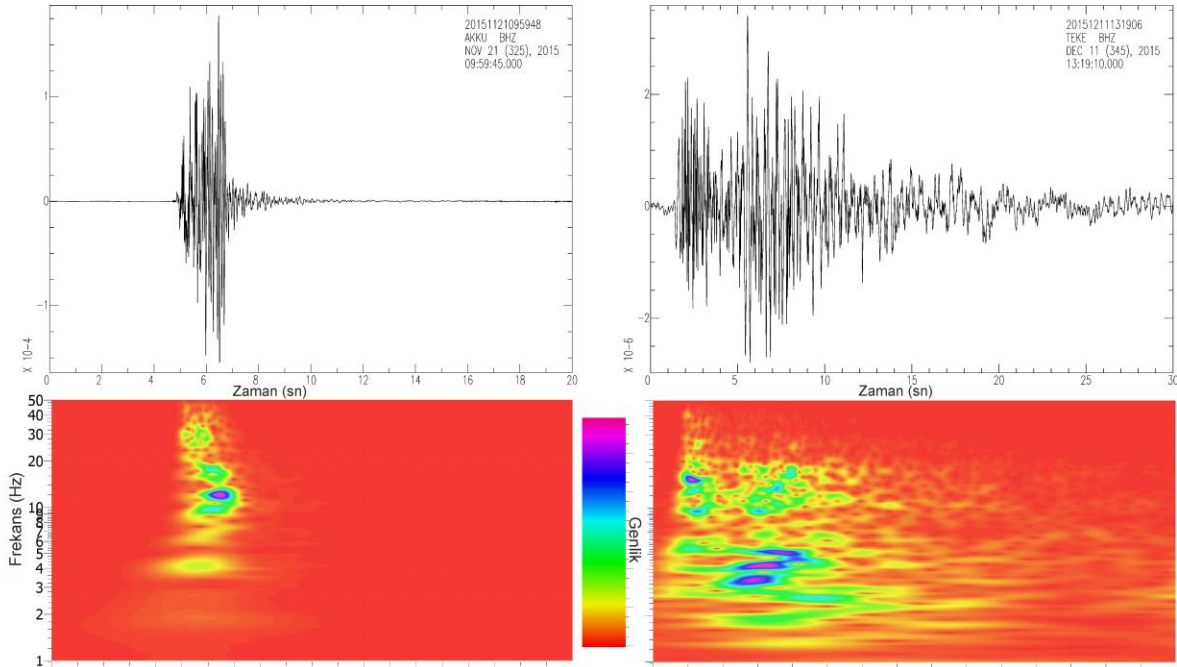 20151121095948
AKKU BHZ
NOV 21 (325), 2015
09:59:45.000
1
0
-1
X 10-4
0 2 4 6 8 10 12 14 16 18 20
Zaman (sn)
20151211131906
TEKE BHZ
DEC 11 (345), 2015
13:19:10.000
2
0
-2
X 10-6
0 5 10 15 20 25 30
Zaman (sn)
50
40
30
20
10
9
8
7
6
5
4
3
2
1
Frekans (Hz)
Genlik